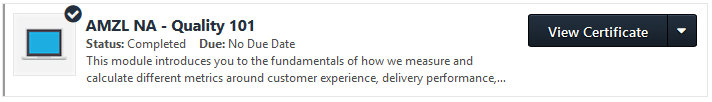 AMZL NA - Quality 101
Status: Completed Due: No Due Date
This module introduces you to the fundamentals of how we measure and
calculate different metrics around customer experience, delivery performance,...
View Certificate